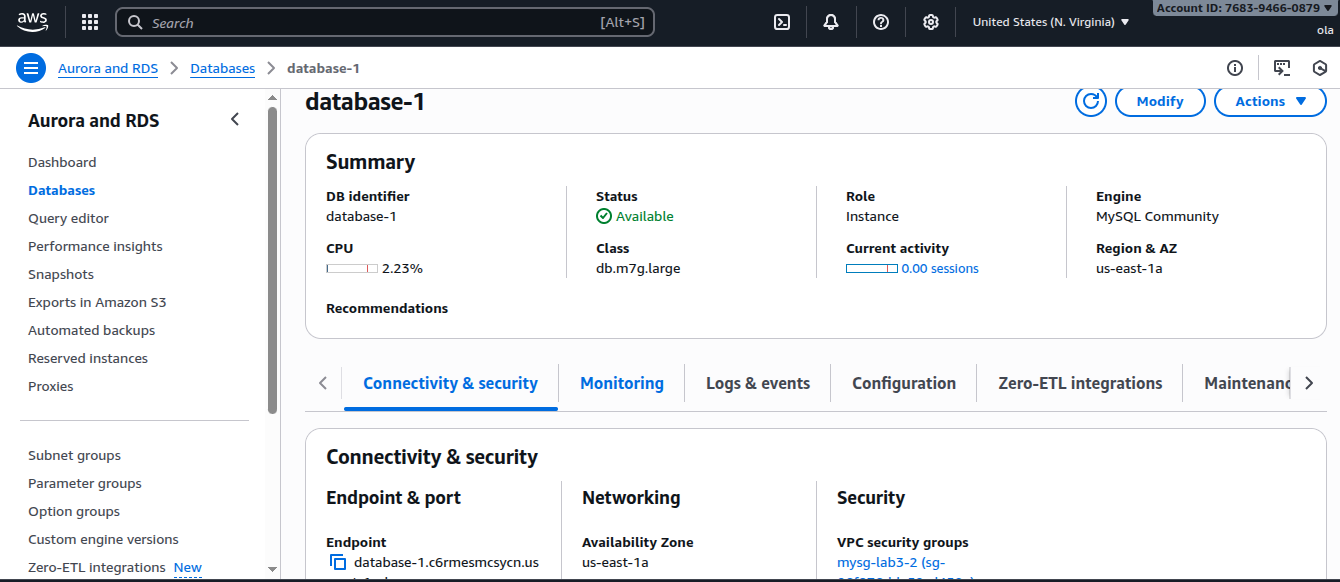 aws
Search
[Alt+S]
United States (N. Virginia)
Account ID: 7683-9466-0879
ola
Aurora and RDS
Databases
database-1
Aurora and RDS
Dashboard
Databases
Query editor
Performance insights
Snapshots
Exports in Amazon S3
Automated backups
Reserved instances
Proxies
Subnet groups
Parameter groups
Option groups
Custom engine versions
Zero-ETL integrations New
database-1
Modify
Actions
Summary
DB identifier
database-1
Status
Available
Role
Instance
Engine
MySQL Community
CPU
2.23%
Class
db.m7g.large
Current activity
0.00 sessions
Region & AZ
us-east-1a
Recommendations
Connectivity & security
Monitoring
Logs & events
Configuration
Zero-ETL integrations
Maintenanc
Connectivity & security
Endpoint & port
Endpoint
database-1.c6rmesmcsycn.us
Networking
Availability Zone
us-east-1a
Security
VPC security groups
mysg-lab3-2 (sg-